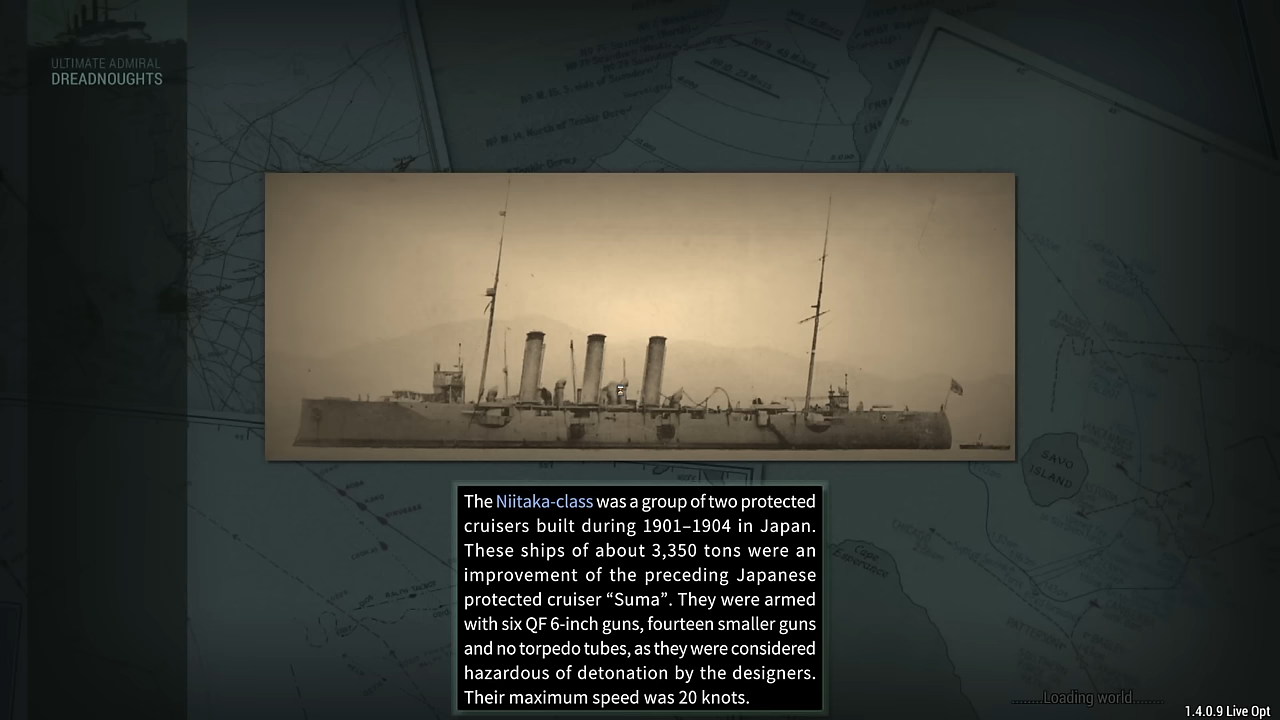 ULTIMATE ADMIRAL
DREADNOUGHTS
SAVO
ISLAND
Cape
Esperance
The Niitaka-class was a group of two protected
cruisers built during 1901–1904 in Japan.
These ships of about 3,350 tons were an
improvement of the preceding Japanese
protected cruiser “Suma”. They were armed
with six QF 6-inch guns, fourteen smaller guns
and no torpedo tubes, as they were considered
hazardous of detonation by the designers.
Their maximum speed was 20 knots.
........Loading world........
1.4.0.9 Live Opt